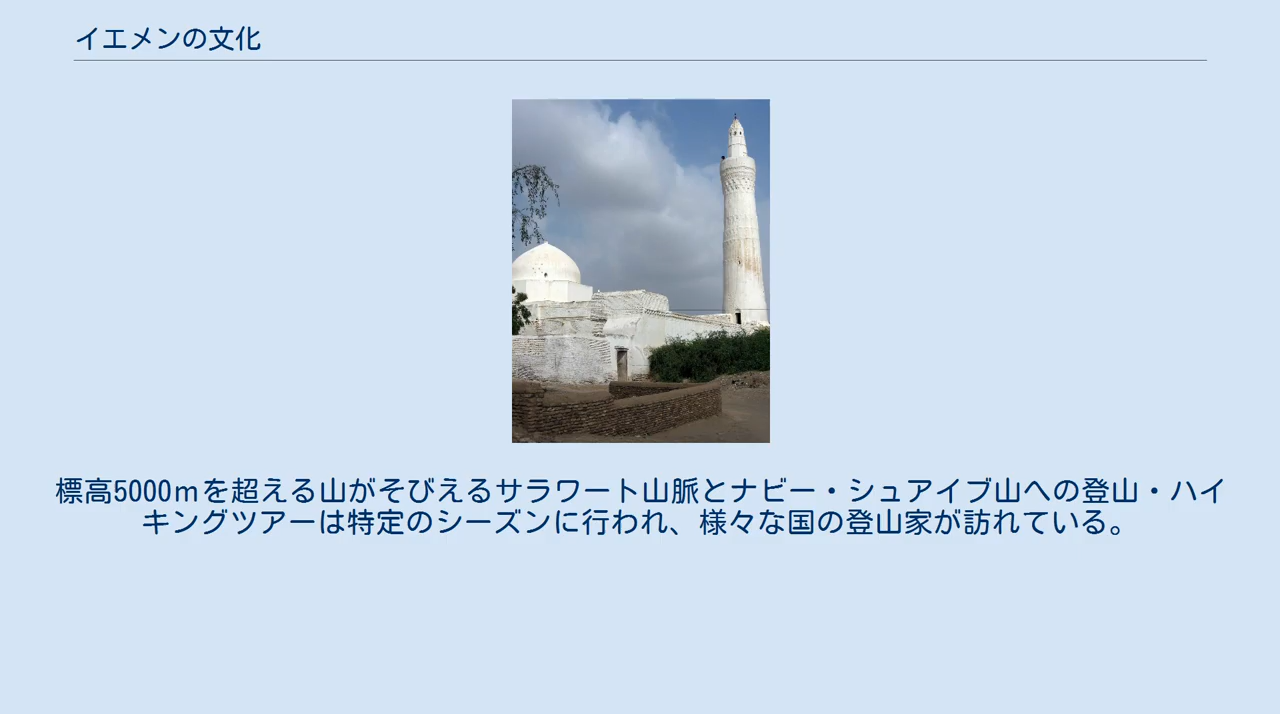 イエメンの文化
標高5000ｍを超える山がそびえるサラワート山脈とナビー・シュアイブ山への登山・ハイ
キングツアーは特定のシーズンに行われ、様々な国の登山家が訪れている。